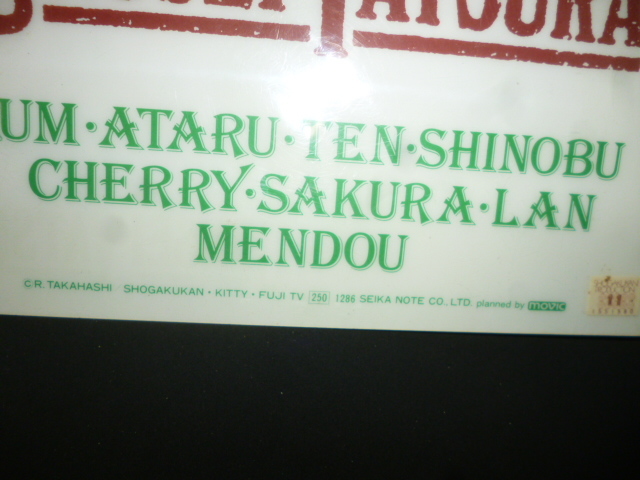 UM·ATARU·TEN·SHINOBU
CHERRY·SAKURA·LAN
MENDOU
C R. TAKAHASHI SHOGAKUKAN · KITTY · FUJI TV 250 1286 SEIKA NOTE CO., LTD. planned by movic
11